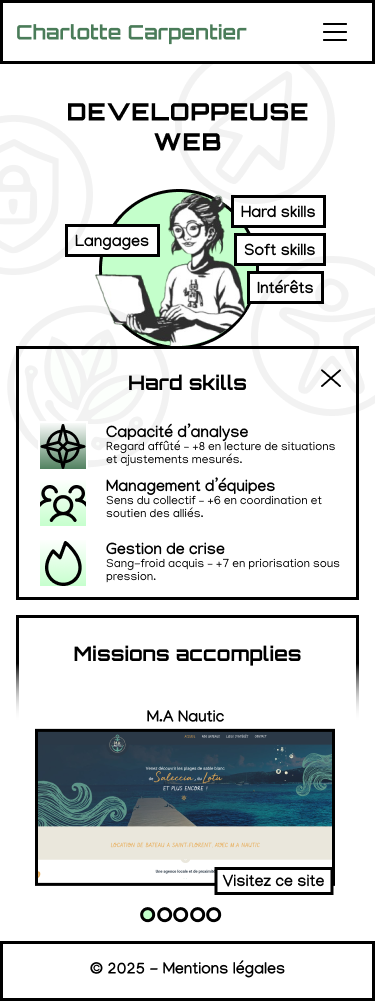 Charlotte Carpentier
DEVELOPPEUSE
WEB
Langages
Hard skills
Soft skills
Intérêts
Hard skills
Capacité d'analyse
Regard affûté - +8 en lecture de situations
et ajustements mesurés.
Management d'équipes
Sens du collectif - +6 en coordination et
soutien des alliés.
Gestion de crise
Sang-froid acquis - +7 en priorisation sous
pression.
Missions accomplies
M.A Nautic
Venez découvrir les plages de sable blanc
de Saleccia au Lotu
ET PLUS ENCORE !
LOCATION DE BATEAU A SAINT-FLORENT, ADRES M.A NAUTIC
Une agence locale et de proximité
Visitez ce site
© 2025 - Mentions légales